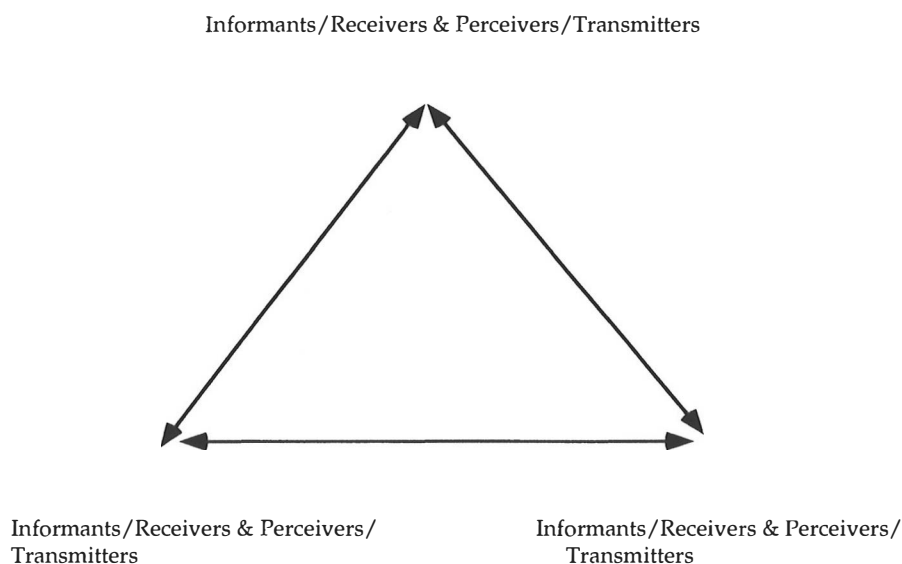 Informants/Receivers & Perceivers/Transmitters
Informants/Receivers & Perceivers/
Transmitters
Informants/Receivers & Perceivers/
Transmitters